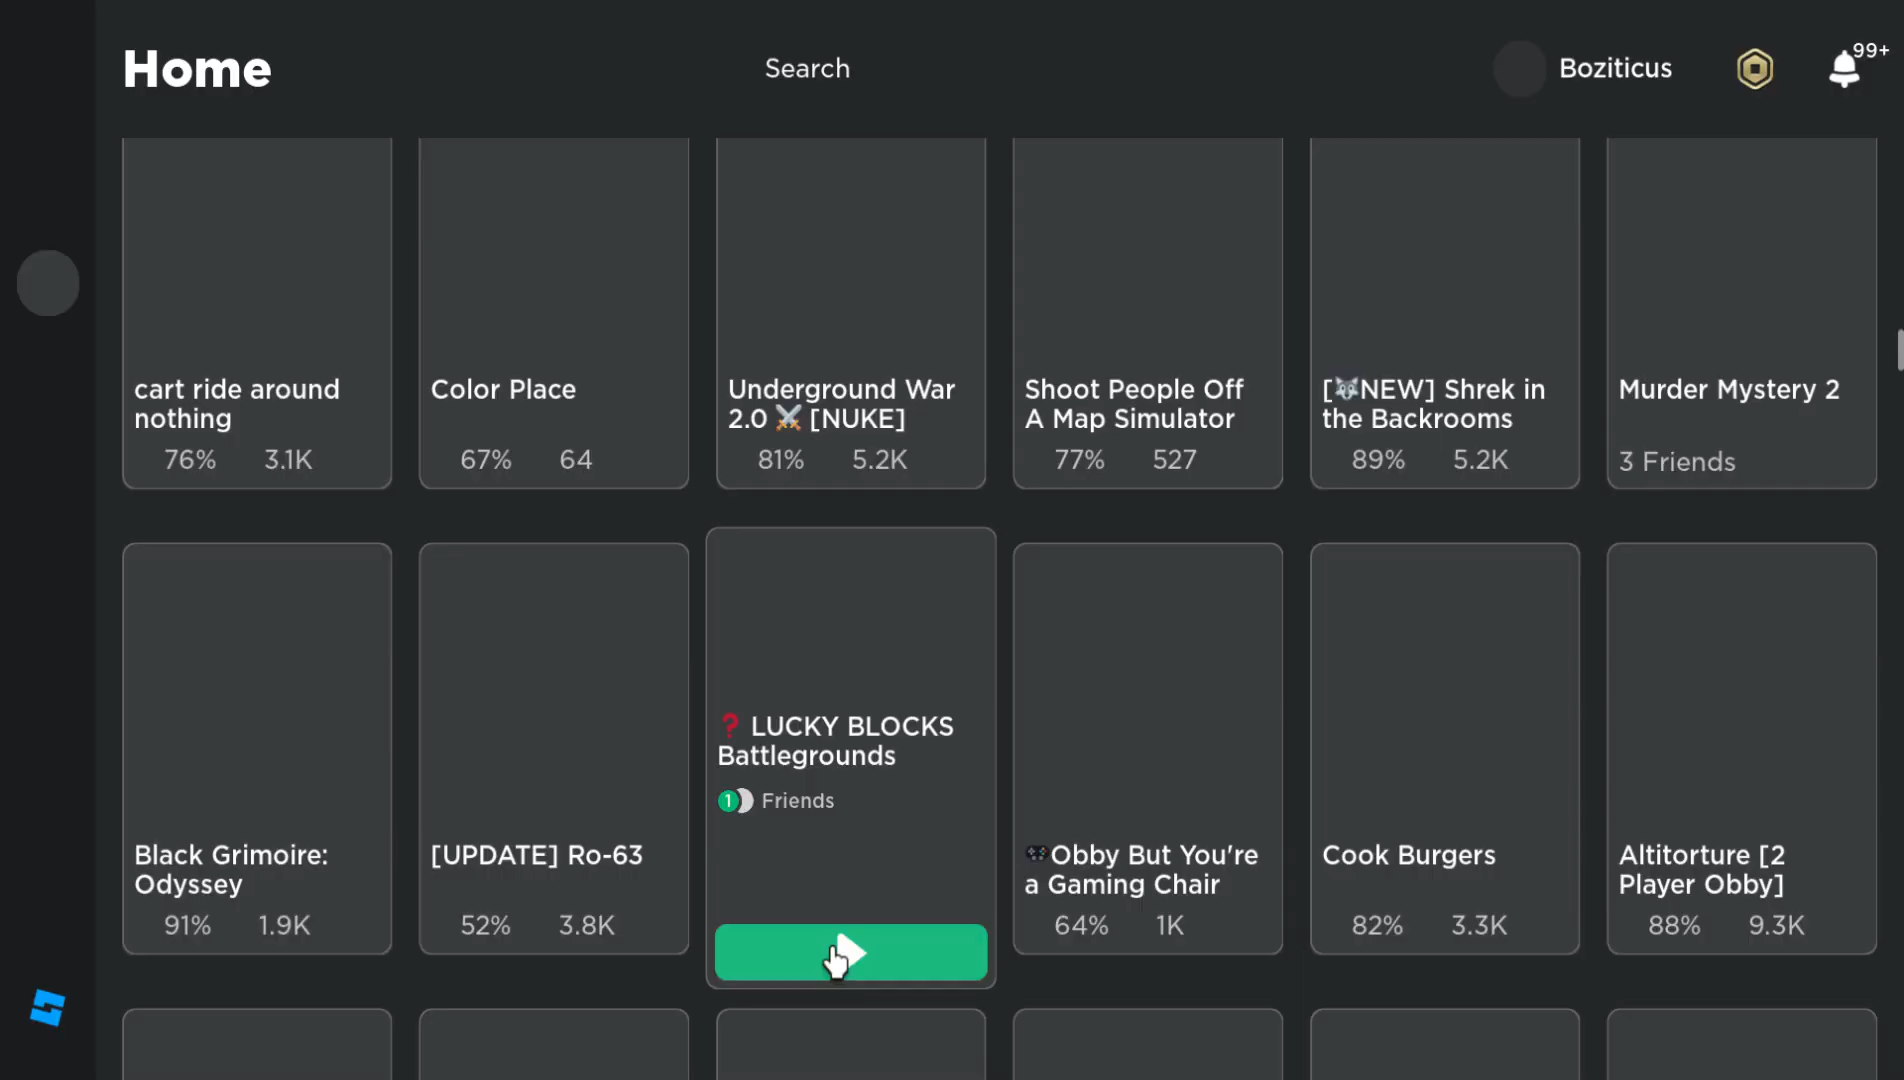 Home
Search
Boziticus
99+
cart ride around
nothing
76% 3.1K
Color Place
67% 64
Underground War
2.0 ⚔️ [NUKE]
81% 5.2K
Shoot People Off
A Map Simulator
77% 527
[🐺NEW] Shrek in
the Backrooms
89% 5.2K
Murder Mystery 2
3 Friends
Black Grimoire:
Odyssey
91% 1.9K
[UPDATE] Ro-63
52% 3.8K
❓ LUCKY BLOCKS
Battlegrounds
1 Friends
🎮Obby But You're
a Gaming Chair
64% 1K
Cook Burgers
82% 3.3K
Altitorture [2
Player Obby]
88% 9.3K